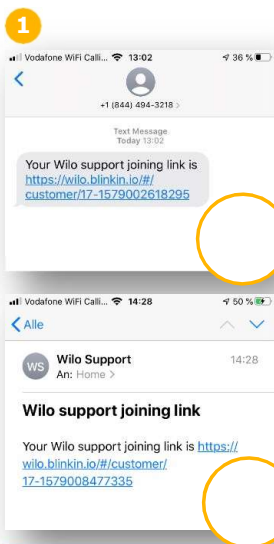 1
Vodafone WiFi Calli... 13:02 36 %
+1 (844) 494-3218 >
Text Message
Today 13:02
Your Wilo support joining link is
https://wilo.blinkin.io/#/
customer/17-1579002618295
Vodafone WiFi Calli... 14:28 50 %
Alle
WS
Wilo Support 14:28
An: Home >
Wilo support joining link
Your Wilo support joining link is https://
wilo.blinkin.io/#/customer/
17-1579008477335